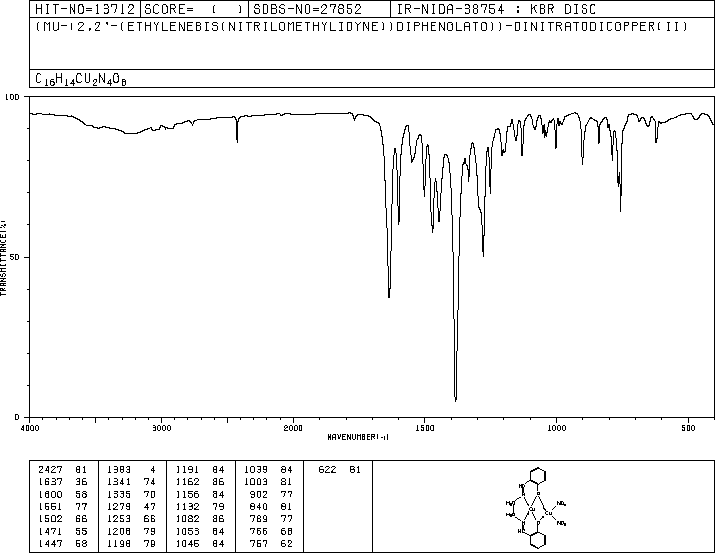 HIT-NO=13712 SCORE= ( ) SDBS-NO=27852 IR-NIDA-38754 : KBR DISC
(MU-(2,2'-(ETHYLENEBIS(NITRILOMETHYLIDYNE))DIPHENOLATO))-DINITRATODICOPPER(II)
C16H14CU2N4O8
100
50
0
TRANSMITTANCE(%)
4000 3000 2000 1500 1000 500
WAVENUMBER(-1)
2427 81 1383 4 1191 84 1039 84 622 81
1637 36 1341 74 1162 86 1003 81
1600 58 1335 70 1156 84 902 77
1551 77 1279 47 1132 79 840 81
1502 66 1253 66 1082 86 789 77
1471 55 1208 79 1053 84 766 68
1447 58 1198 79 1046 84 757 62